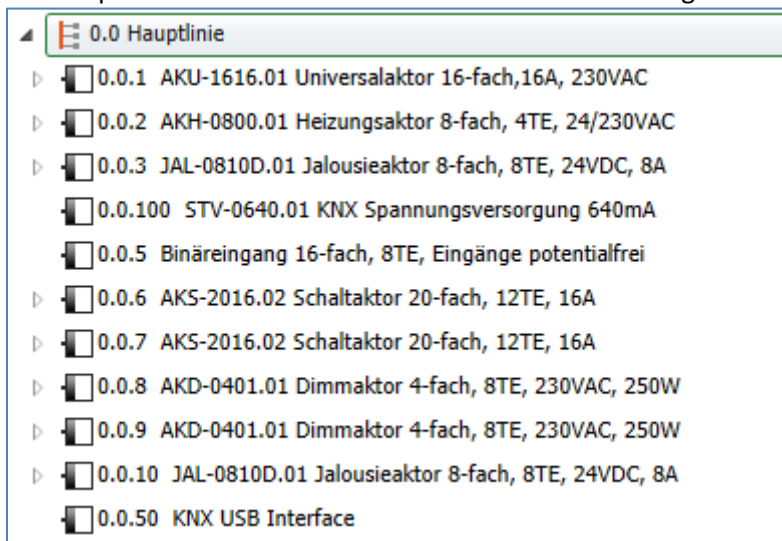 0.0 Hauptlinie
0.0.1 AKU-1616.01 Universalaktor 16-fach,16A, 230VAC
0.0.2 AKH-0800.01 Heizungsaktor 8-fach, 4TE, 24/230VAC
0.0.3 JAL-0810D.01 Jalousieaktor 8-fach, 8TE, 24VDC, 8A
0.0.100 STV-0640.01 KNX Spannungsversorgung 640mA
0.0.5 Binäreingang 16-fach, 8TE, Eingänge potentialfrei
0.0.6 AKS-2016.02 Schaltaktor 20-fach, 12TE, 16A
0.0.7 AKS-2016.02 Schaltaktor 20-fach, 12TE, 16A
0.0.8 AKD-0401.01 Dimmaktor 4-fach, 8TE, 230VAC, 250W
0.0.9 AKD-0401.01 Dimmaktor 4-fach, 8TE, 230VAC, 250W
0.0.10 JAL-0810D.01 Jalousieaktor 8-fach, 8TE, 24VDC, 8A
0.0.50 KNX USB Interface